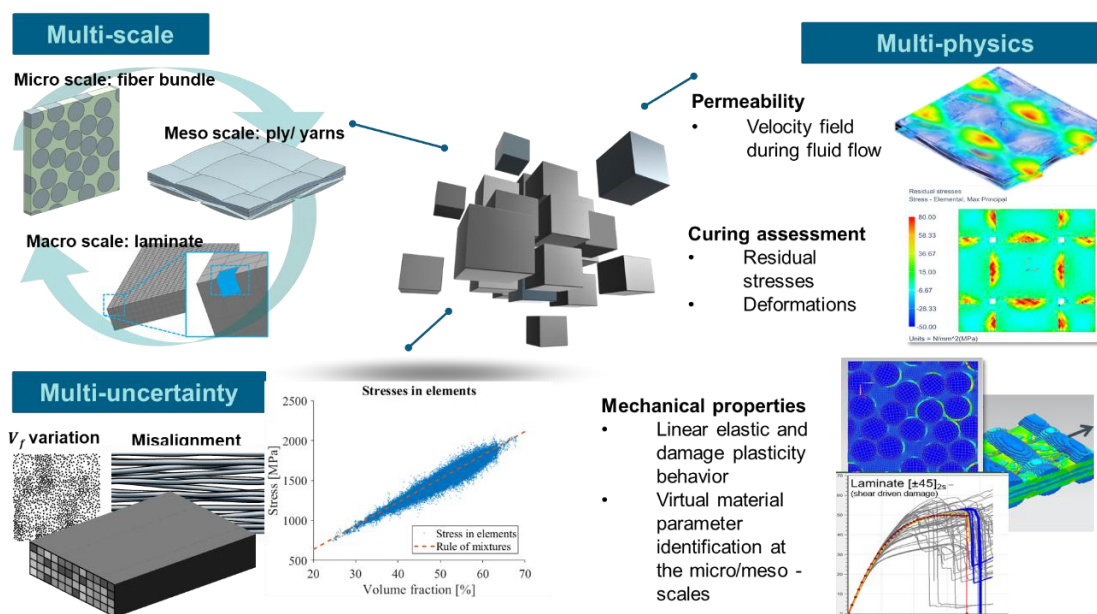 Multi-scale
Micro scale: fiber bundle
Meso scale: ply/ yarns
Macro scale: laminate
Multi-physics
Permeability
• Velocity field
during fluid flow
Residual stresses
Stress - Elemental, Max Principal
80.00
58.33
36.67
15.00
-6.67
-28.33
-50.00
Units = N/mm^2(MPa)
Curing assessment
• Residual
stresses
• Deformations
Multi-uncertainty
V_f variation
Misalignment
Stresses in elements
Stress [MPa]
2500
2000
1500
1000
500
20 30 40 50 60 70
Volume fraction [%]
Stress in elements
Rule of mixtures
Mechanical properties
• Linear elastic and
damage plasticity
behavior
• Virtual material
parameter
identification at
the micro/meso -
scales
Laminate [±45]2s-
(shear driven damage)